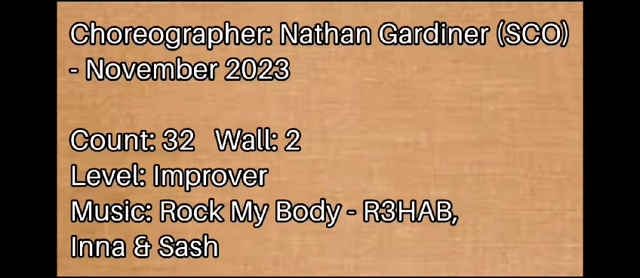 Choreographer: Nathan Gardiner (SCO)
- November 2023
Count: 32 Wall: 2
Level: Improver
Music: Rock My Body - R3HAB,
Inna & Sash